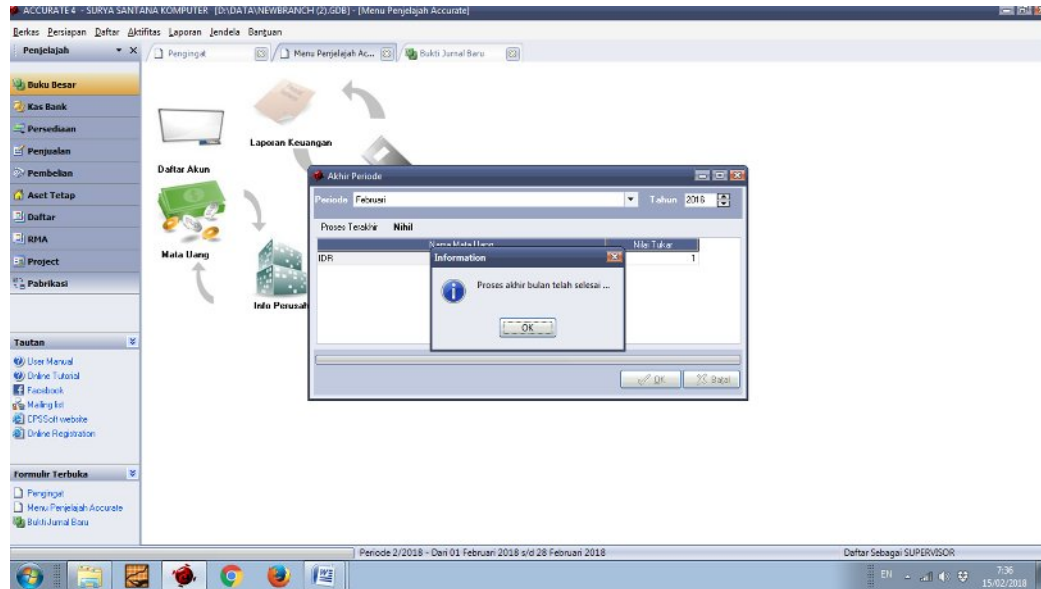 ACCURATE 4 - SURYA SANTANA KOMPUTER [D:\DATA\NEWBRANCH (2).GDB] - [Menu Penjelajah Accurate]
Berkas Persiapan Daftar Aktifitas Laporan Jendela Bantuan
Penjelajah
Pengingat
Menu Penjelajah Ac...
Bukti Jurnal Baru
Buku Besar
Kas Bank
Persediaan
Penjualan
Pembelian
Aset Tetap
Daftar
RMA
Project
Pabrikasi
Laporan Keuangan
Daftar Akun
Mata Uang
Info Perusah
Akhir Periode
Periode Februari
Tahun 2016
Proses Terakhir Nihil
Nama Mata Uang Nilai Tukar
IDR 1
Information
Proses akhir bulan telah selesai ...
OK
OK Batal
Tautan
User Manual
Online Tutorial
Facebook
Mailing list
CPSSoft website
Online Registration
Formulir Terbuka
Pengingat
Menu Penjelajah Accurate
Bukti Jurnal Baru
Periode 2/2018 - Dari 01 Februari 2018 s/d 28 Februari 2018
Daftar Sebagai SUPERVISOR
EN
7:36
15/02/2018